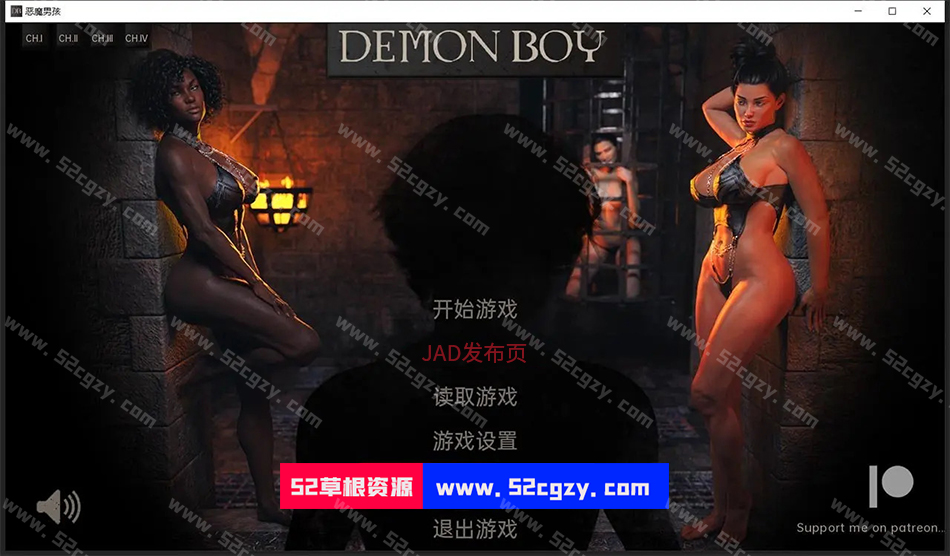 恶魔男孩
CH.I CH.II CH.III CH.IV
DEMON BOY
开始游戏
JAD发布页
读取游戏
游戏设置
52草根资源 www.52cgzy.com
退出游戏
Support me on patreon..
www.52cgzy.com